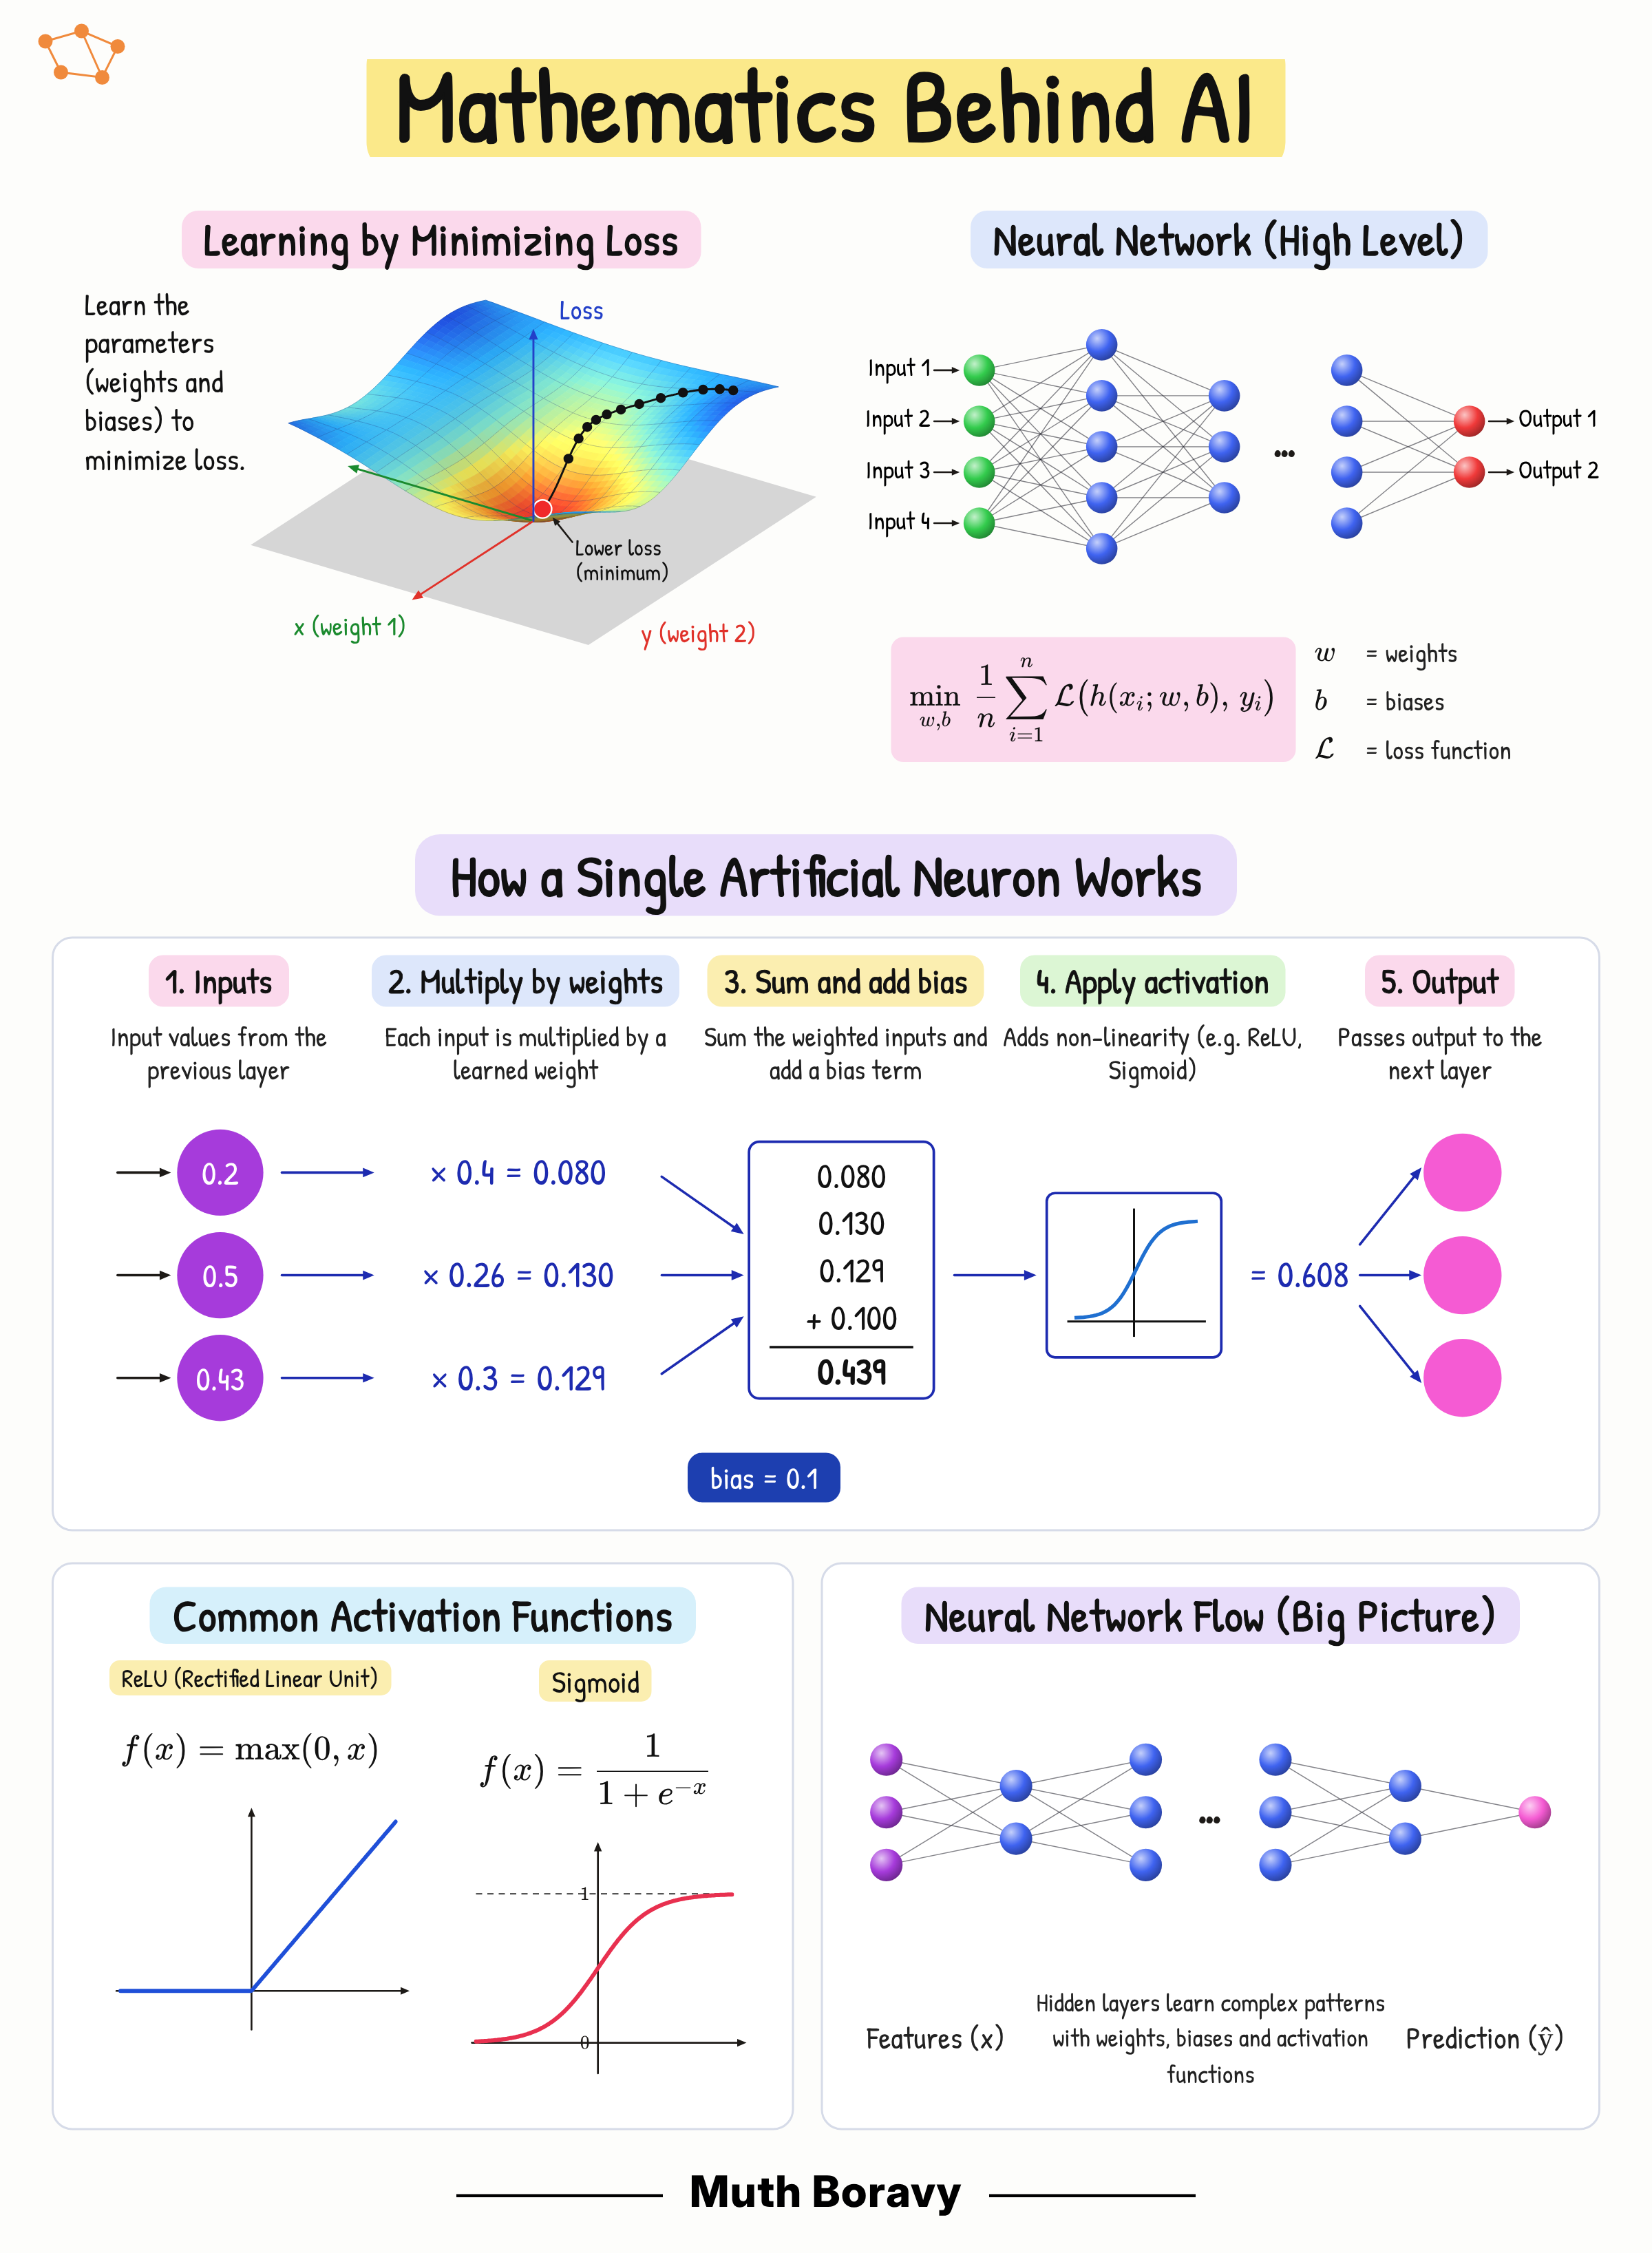 Mathematics Behind AI
Learning by Minimizing Loss
Learn the
parameters
(weights and
biases) to
minimize loss.
Loss
Lower loss
(minimum)
x (weight 1)
y (weight 2)
Neural Network (High Level)
Input 1
Input 2
Input 3
Input 4
...
Output 1
Output 2
min_{w,b} \frac{1}{n} \sum_{i=1}^{n} ℒ(h(x_i; w, b), y_i)
w = weights
b = biases
ℒ = loss function
How a Single Artificial Neuron Works
1. Inputs
Input values from the
previous layer
0.2
0.5
0.43
2. Multiply by weights
Each input is multiplied by a
learned weight
× 0.4 = 0.080
× 0.26 = 0.130
× 0.3 = 0.129
3. Sum and add bias
Sum the weighted inputs and
add a bias term
0.080
0.130
0.129
+ 0.100
0.439
bias = 0.1
4. Apply activation
Adds non-linearity (e.g. ReLU,
Sigmoid)
= 0.608
5. Output
Passes output to the
next layer
Common Activation Functions
ReLU (Rectified Linear Unit)
f(x) = max(0, x)
Sigmoid
f(x) = \frac{1}{1 + e^{-x}}
1
0
Neural Network Flow (Big Picture)
...
Features (x)
Hidden layers learn complex patterns
with weights, biases and activation
functions
Prediction (ŷ)
Muth Boravy